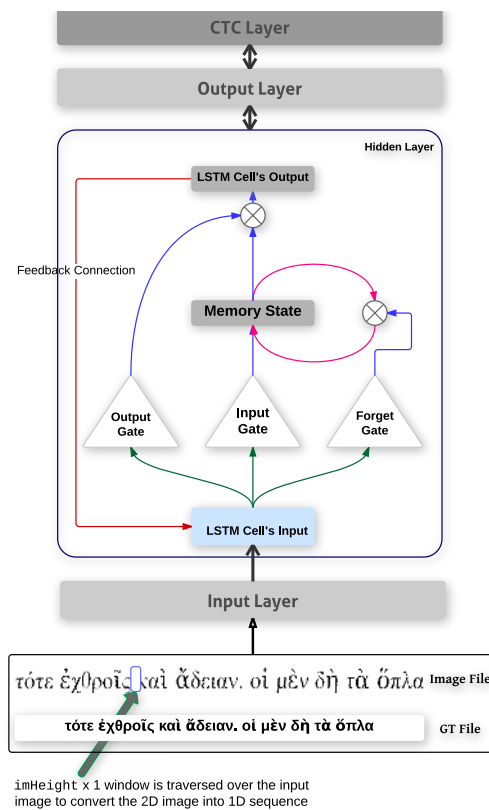 CTC Layer
Output Layer
Hidden Layer
LSTM Cell's Output
Feedback Connection
Memory State
Output
Gate
Input
Gate
Forget
Gate
LSTM Cell's Input
Input Layer
τότε ἐχθροῖς καὶ ἄδειαν. οἱ μὲν δὴ τὰ ὅπλα Image File
τότε ἐχθροῖς καὶ ἄδειαν. οἱ μὲν δὴ τὰ ὅπλα GT File
imHeight x 1 window is traversed over the input
image to convert the 2D image into 1D sequence